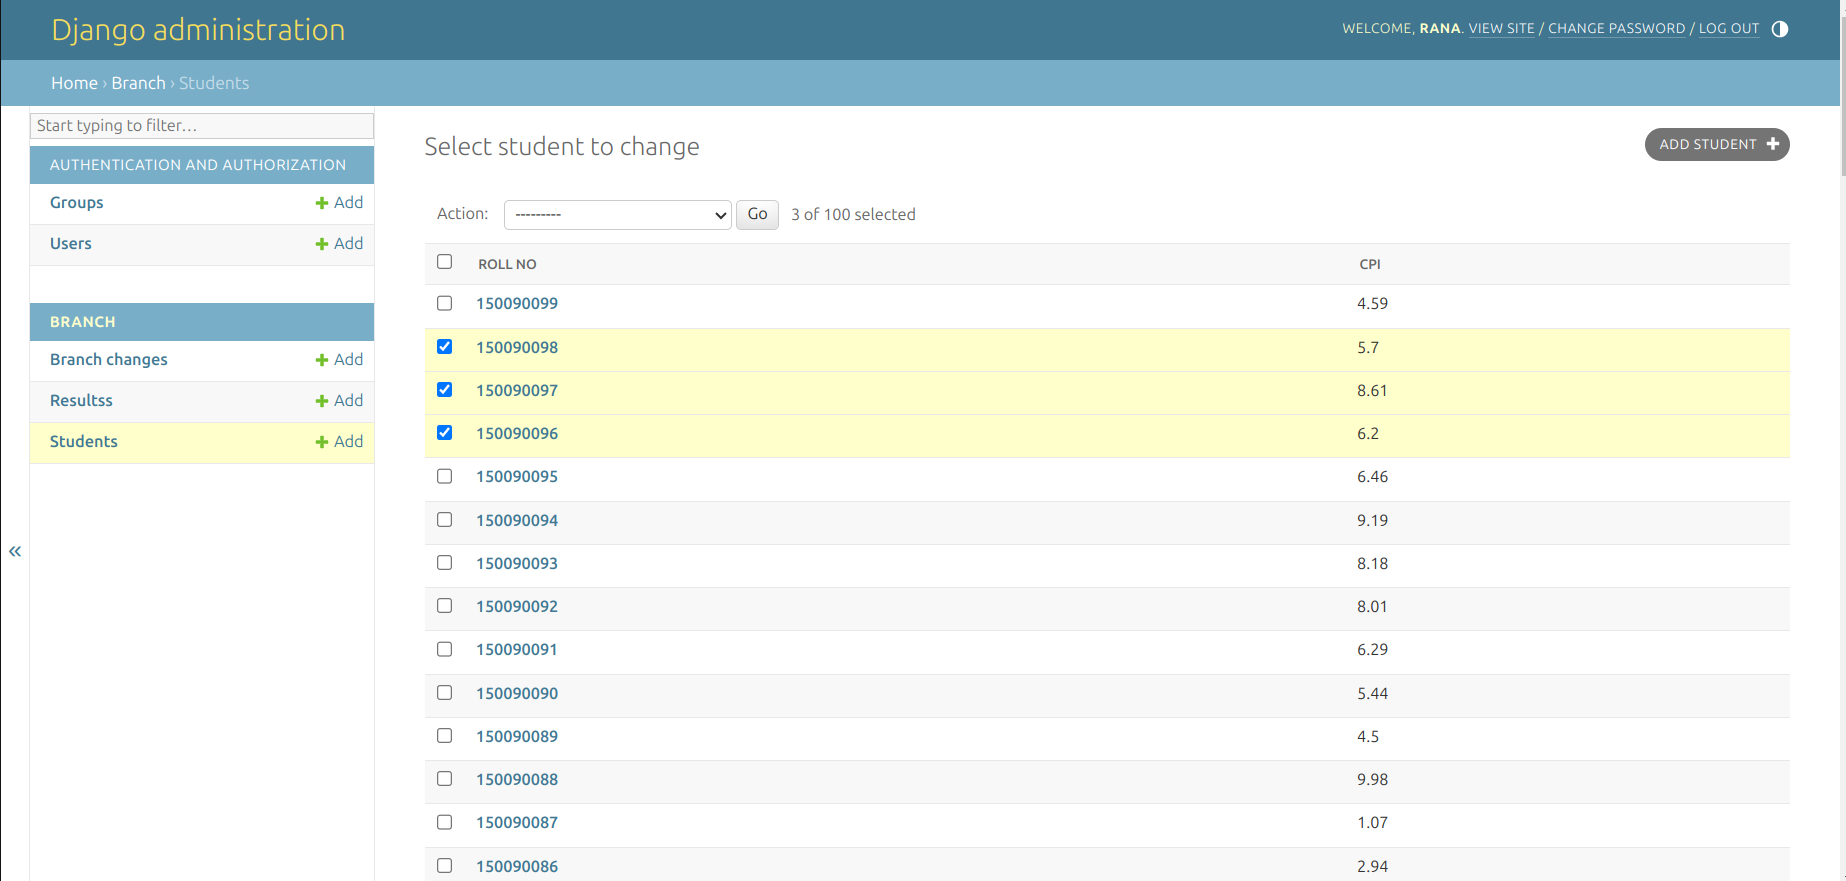 Django administration
WELCOME, RANA. VIEW SITE / CHANGE PASSWORD / LOG OUT
Home › Branch › Students
Start typing to filter…
AUTHENTICATION AND AUTHORIZATION
Groups Add
Users Add
BRANCH
Branch changes Add
Resultss Add
Students Add
«
Select student to change
ADD STUDENT
Action: --------- Go 3 of 100 selected
ROLL NO CPI
150090099 4.59
150090098 5.7
150090097 8.61
150090096 6.2
150090095 6.46
150090094 9.19
150090093 8.18
150090092 8.01
150090091 6.29
150090090 5.44
150090089 4.5
150090088 9.98
150090087 1.07
150090086 2.94